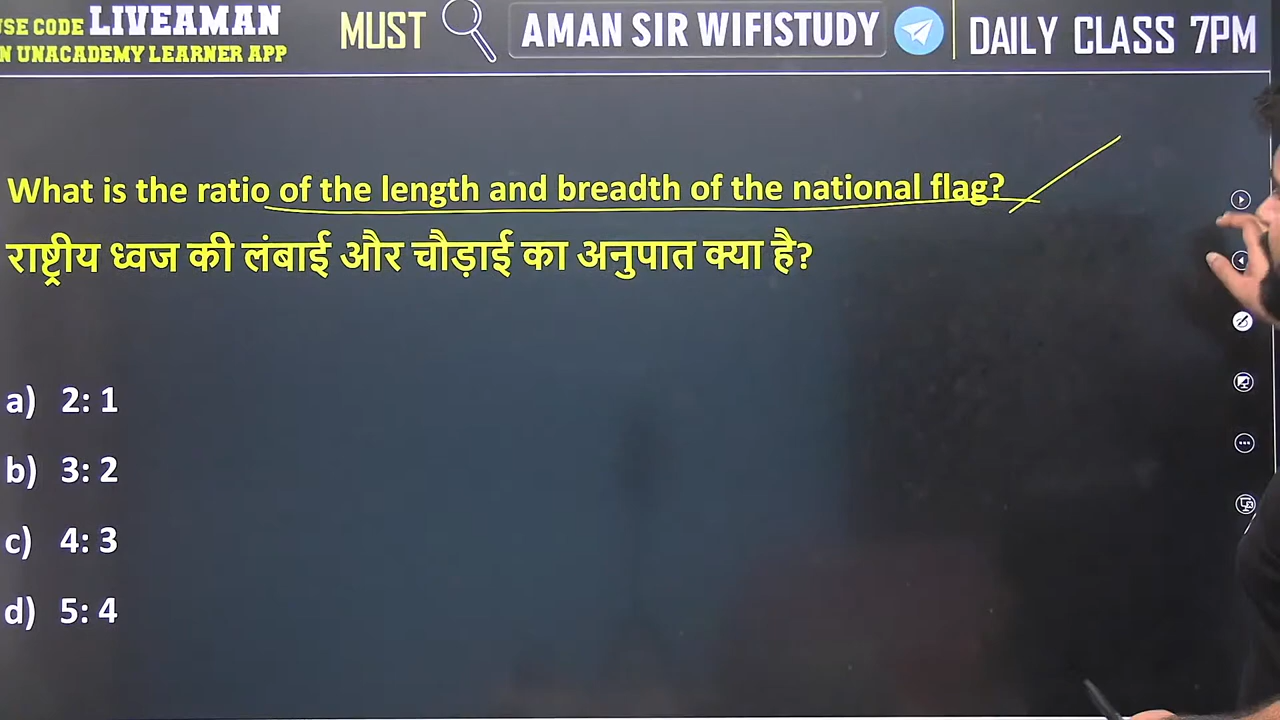 USE CODE LIVEAMAN
N UNACADEMY LEARNER APP
MUST
AMAN SIR WIFISTUDY
DAILY CLASS 7PM
What is the ratio of the length and breadth of the national flag?
राष्ट्रीय ध्वज की लंबाई और चौड़ाई का अनुपात क्या है?
a) 2: 1
b) 3: 2
c) 4: 3
d) 5: 4